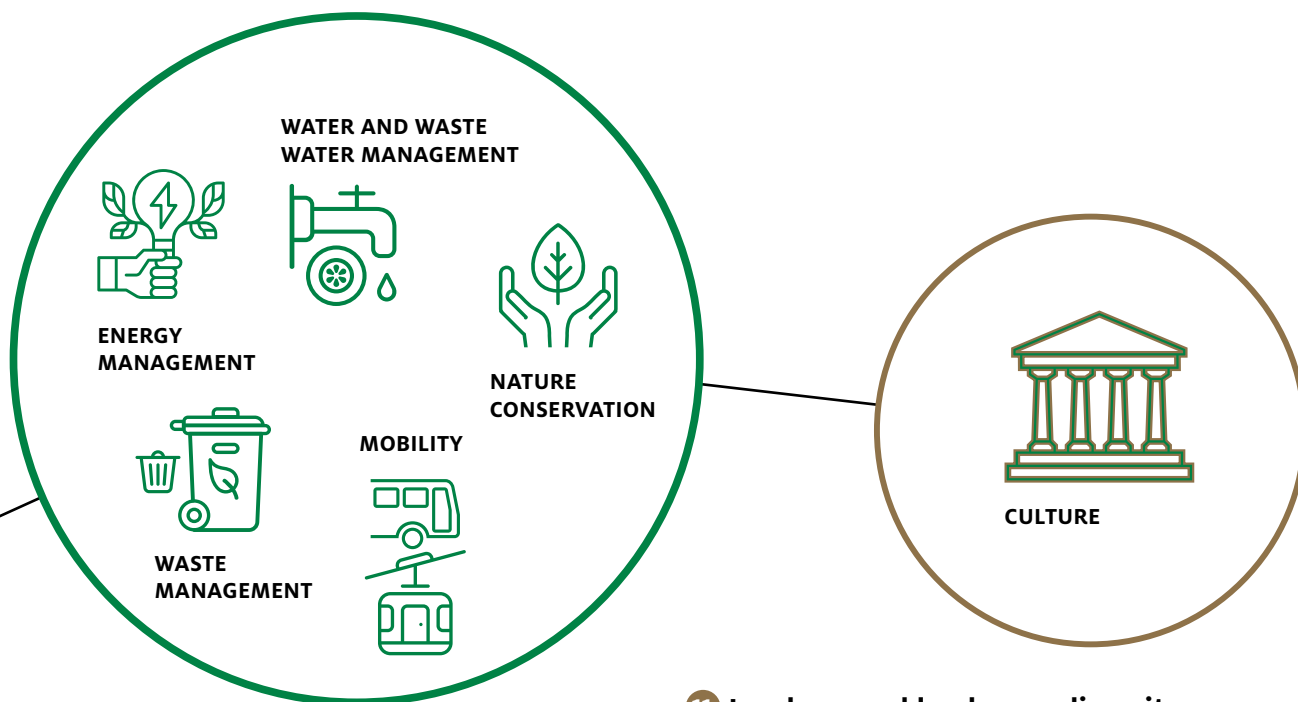 WATER AND WASTE
WATER MANAGEMENT
ENERGY
MANAGEMENT
NATURE
CONSERVATION
MOBILITY
WASTE
MANAGEMENT
CULTURE